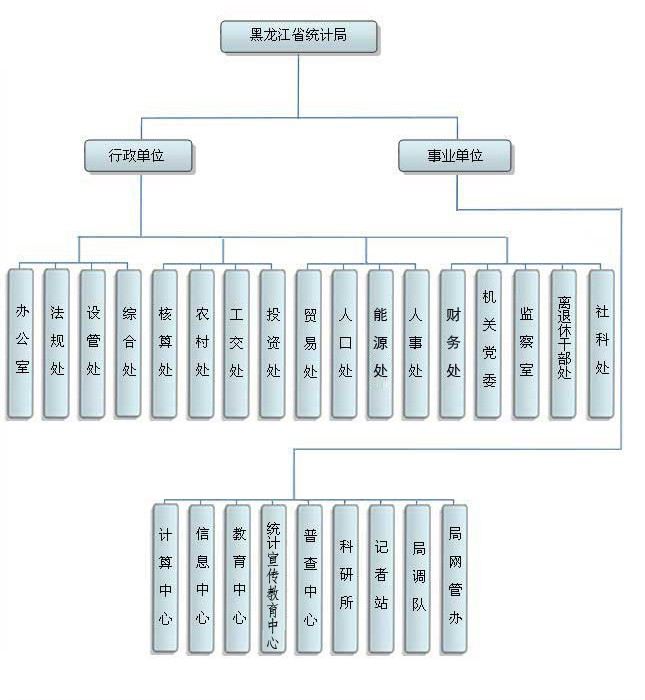 黑龙江省统计局
行政单位
事业单位
办公室
法规处
设管处
综合处
核算处
农村处
工交处
投资处
贸易处
人口处
能源处
人事处
财务处
机关党委
监察室
离退休干部处
社科处
计算中心
信息中心
教育中心
统计宣传教育中心
普查中心
科研所
记者站
局调队
局网管办